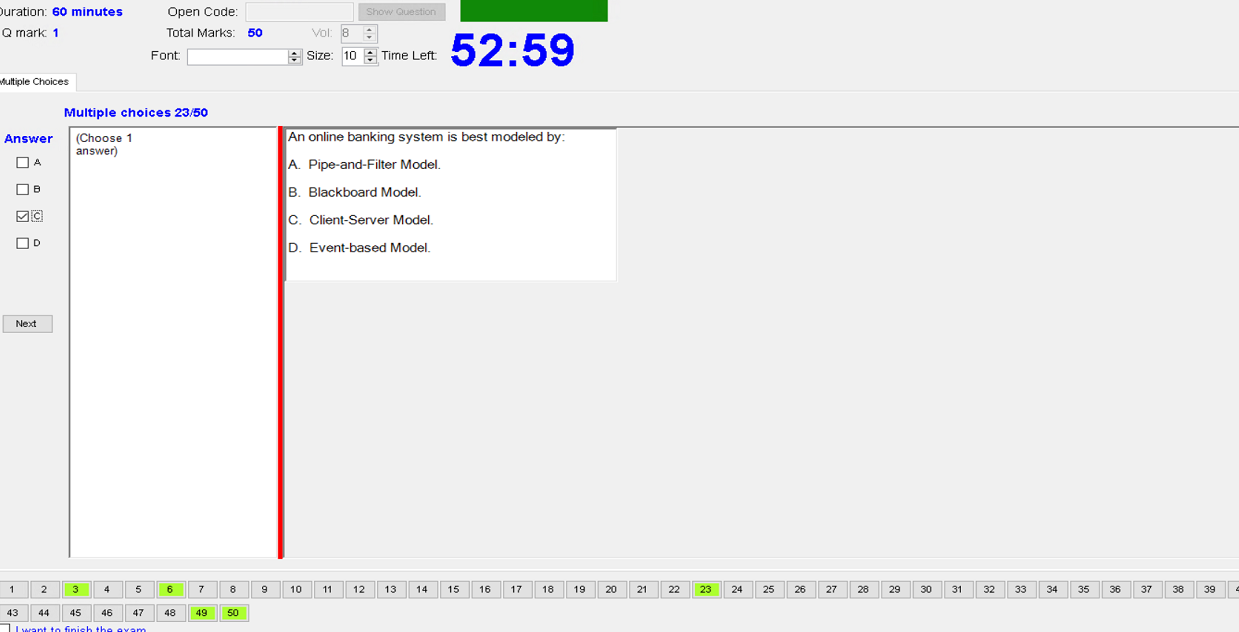 Duration: 60 minutes Open Code: Show Question
Q mark: 1 Total Marks: 50 Vol: 8
Font: Size: 10 Time Left: 52:59
Multiple Choices
Multiple choices 23/50
Answer
(Choose 1
answer)
A
B
C
D
Next
An online banking system is best modeled by:
A. Pipe-and-Filter Model.
B. Blackboard Model.
C. Client-Server Model.
D. Event-based Model.
1 2 3 4 5 6 7 8 9 10 11 12 13 14 15 16 17 18 19 20 21 22 23 24 25 26 27 28 29 30 31 32 33 34 35 36 37 38 39
43 44 45 46 47 48 49 50
I want to finish the exam